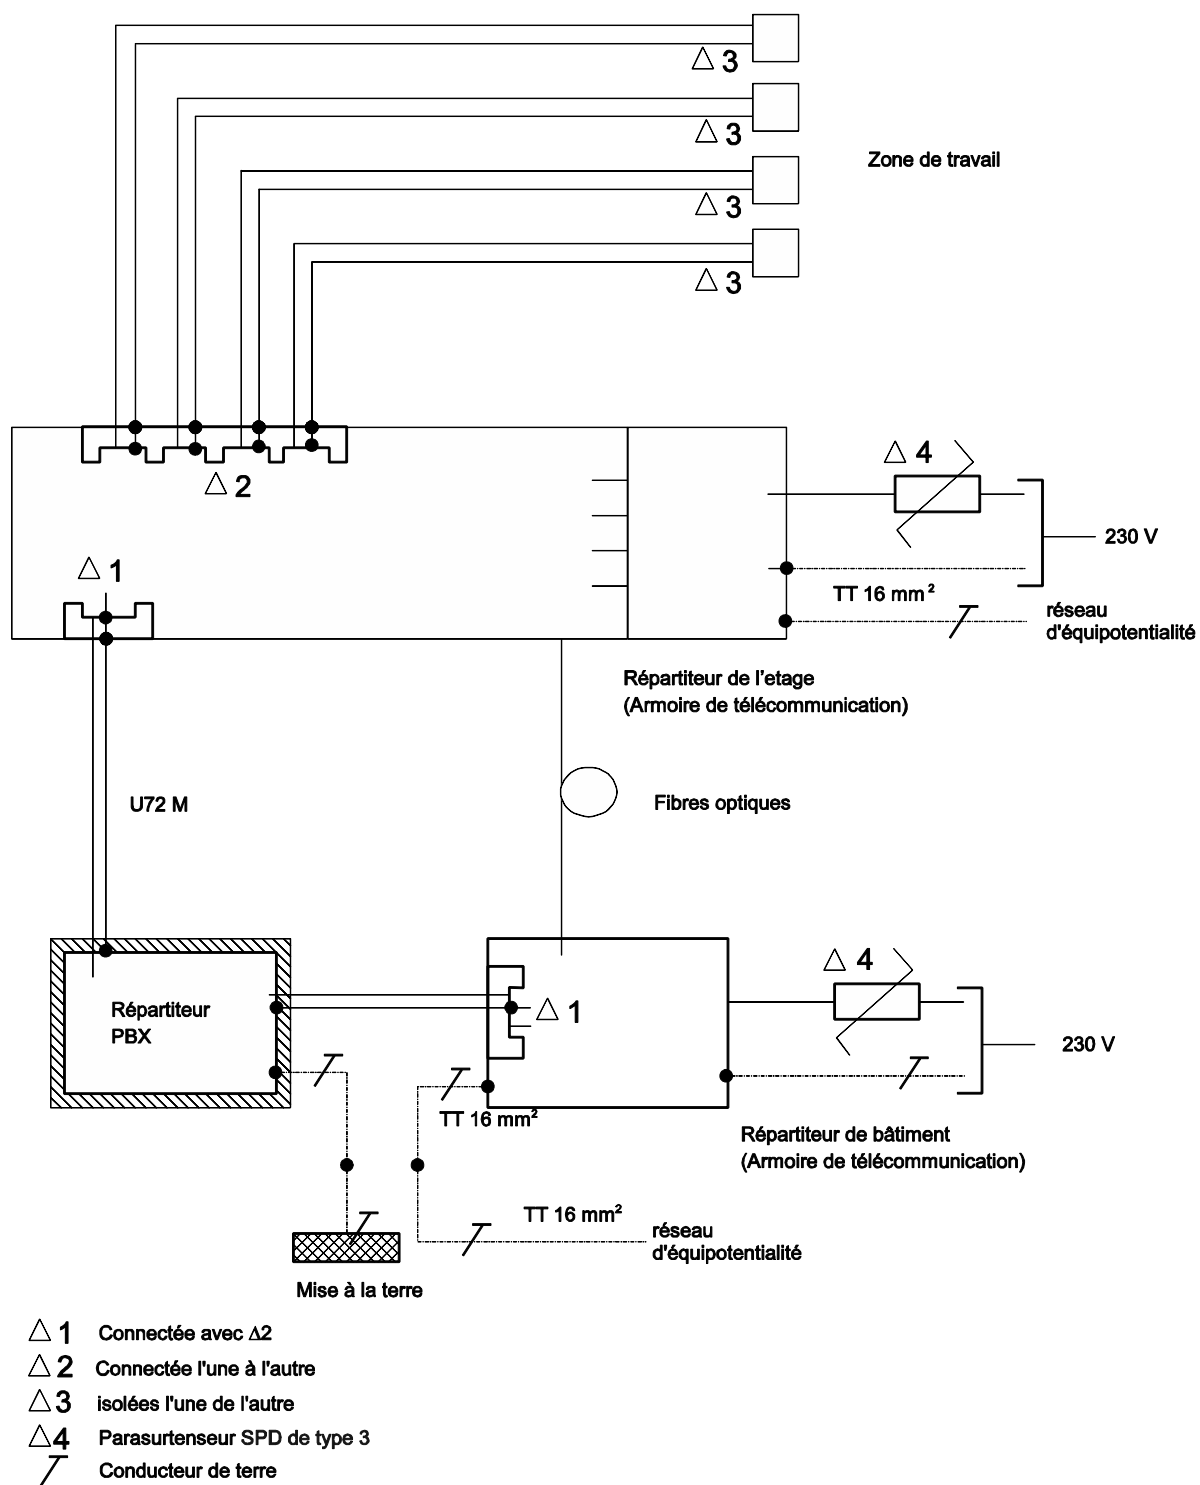 △ 3
△ 3
Zone de travail
△ 3
△ 3
△ 4
△ 2
230 V
△ 1
TT 16 mm²
réseau
d'équipotentialité
Répartiteur de l'etage
(Armoire de télécommunication)
U72 M
Fibres optiques
△ 4
Répartiteur
PBX
△ 1
230 V
TT 16 mm²
Répartiteur de bâtiment
(Armoire de télécommunication)
TT 16 mm²
réseau
d'équipotentialité
Mise à la terre
△ 1 Connectée avec Δ2
△ 2 Connectée l'une à l'autre
△ 3 isolées l'une de l'autre
△ 4 Parasurtenseur SPD de type 3
Conducteur de terre